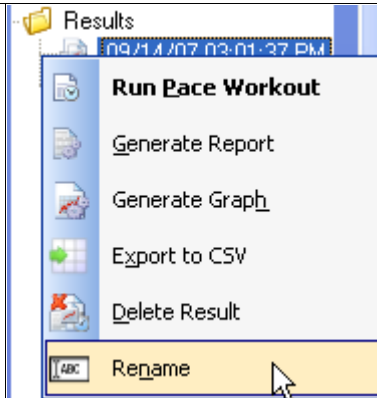 Results
09/14/07 03:01:37 PM
Run Pace Workout
Generate Report
Generate Graph
Export to CSV
Delete Result
ABC
Rename